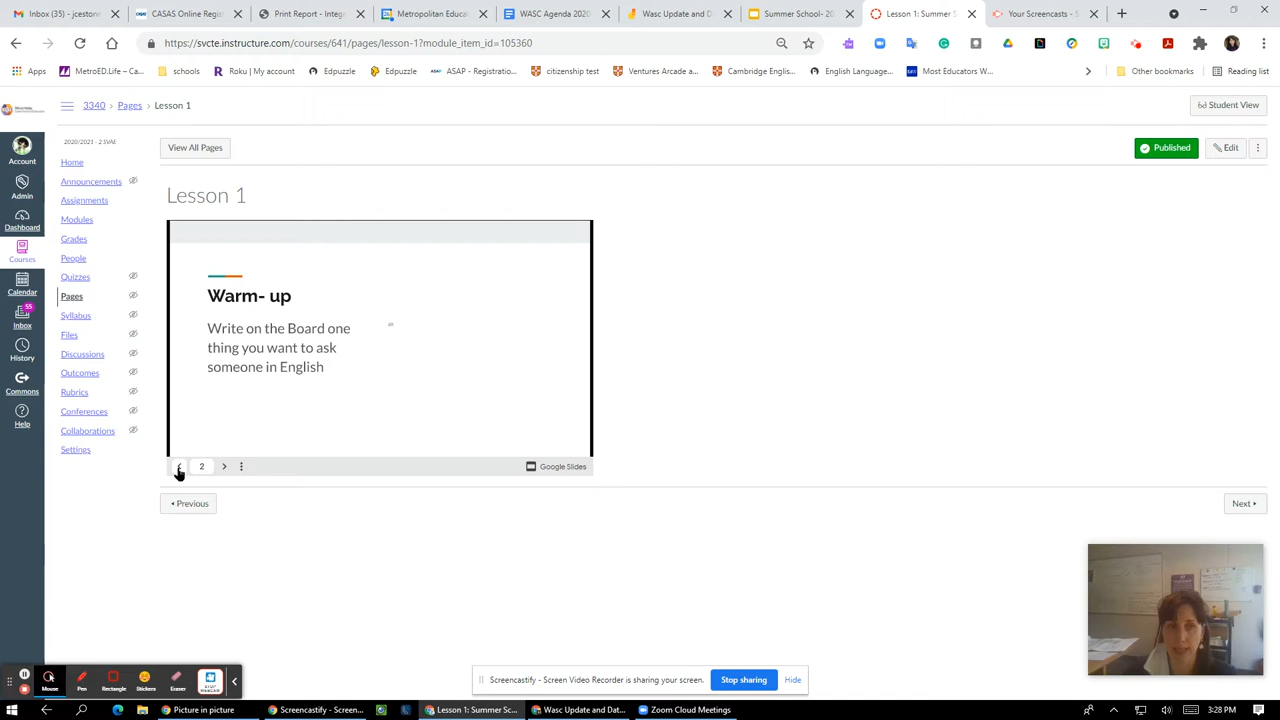 Inbox (35) - jmcest
CASAS Online Regist
Print Report - Integr
Metropolitan Educa
WASC Agenda 2020-
Wasc Update and D
Summer School- 202
Lesson 1: Summer S
Your Screencasts - S
https://svcte.instructure.com/courses/641/pages/lesson-1?module_item_id=105360
Apps
MetroED.Life – Ca...
schools
Roku | My account
Edpuzzle
Edpuzzle
ASAP - Registratio...
citizenship test
Ventures Arcade a...
Cambridge Englis...
English Language...
Most Educators W...
Other bookmarks
Reading list
3340 › Pages › Lesson 1
Student View
2020/2021 - 2 SVAE
View All Pages
Published
Edit
Account
Admin
Dashboard
Courses
Calendar
55
Inbox
History
Commons
Help
Home
Announcements
Assignments
Modules
Grades
People
Quizzes
Pages
Syllabus
Files
Discussions
Outcomes
Rubrics
Conferences
Collaborations
Settings
Lesson 1
Warm- up
Write on the Board one
thing you want to ask
someone in English
2
Google Slides
Previous
Next
Mouse
Pen
Rectangle
Stickers
Eraser
Screencastify - Screen Video Recorder is sharing your screen.
Stop sharing
Hide
Picture in picture
Screencastify - Screen...
Lesson 1: Summer Sc...
Wasc Update and Dat...
Zoom Cloud Meetings
3:28 PM